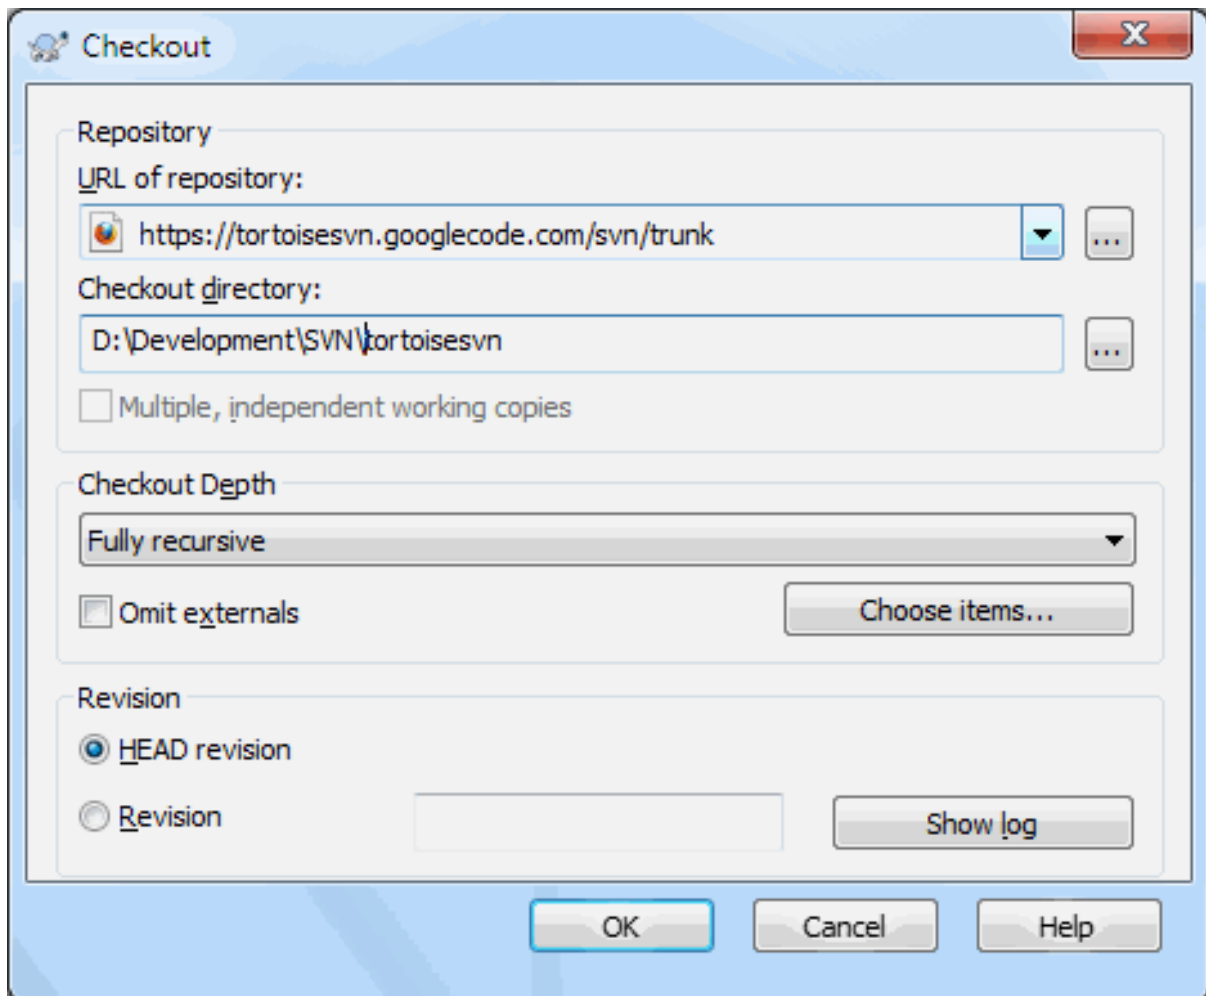 Checkout
Repository
URL of repository:
https://tortoisesvn.googlecode.com/svn/trunk
...
Checkout directory:
D:\Development\SVN\tortoisesvn
...
Multiple, independent working copies
Checkout Depth
Fully recursive
Omit externals
Choose items...
Revision
HEAD revision
Revision
Show log
OK
Cancel
Help